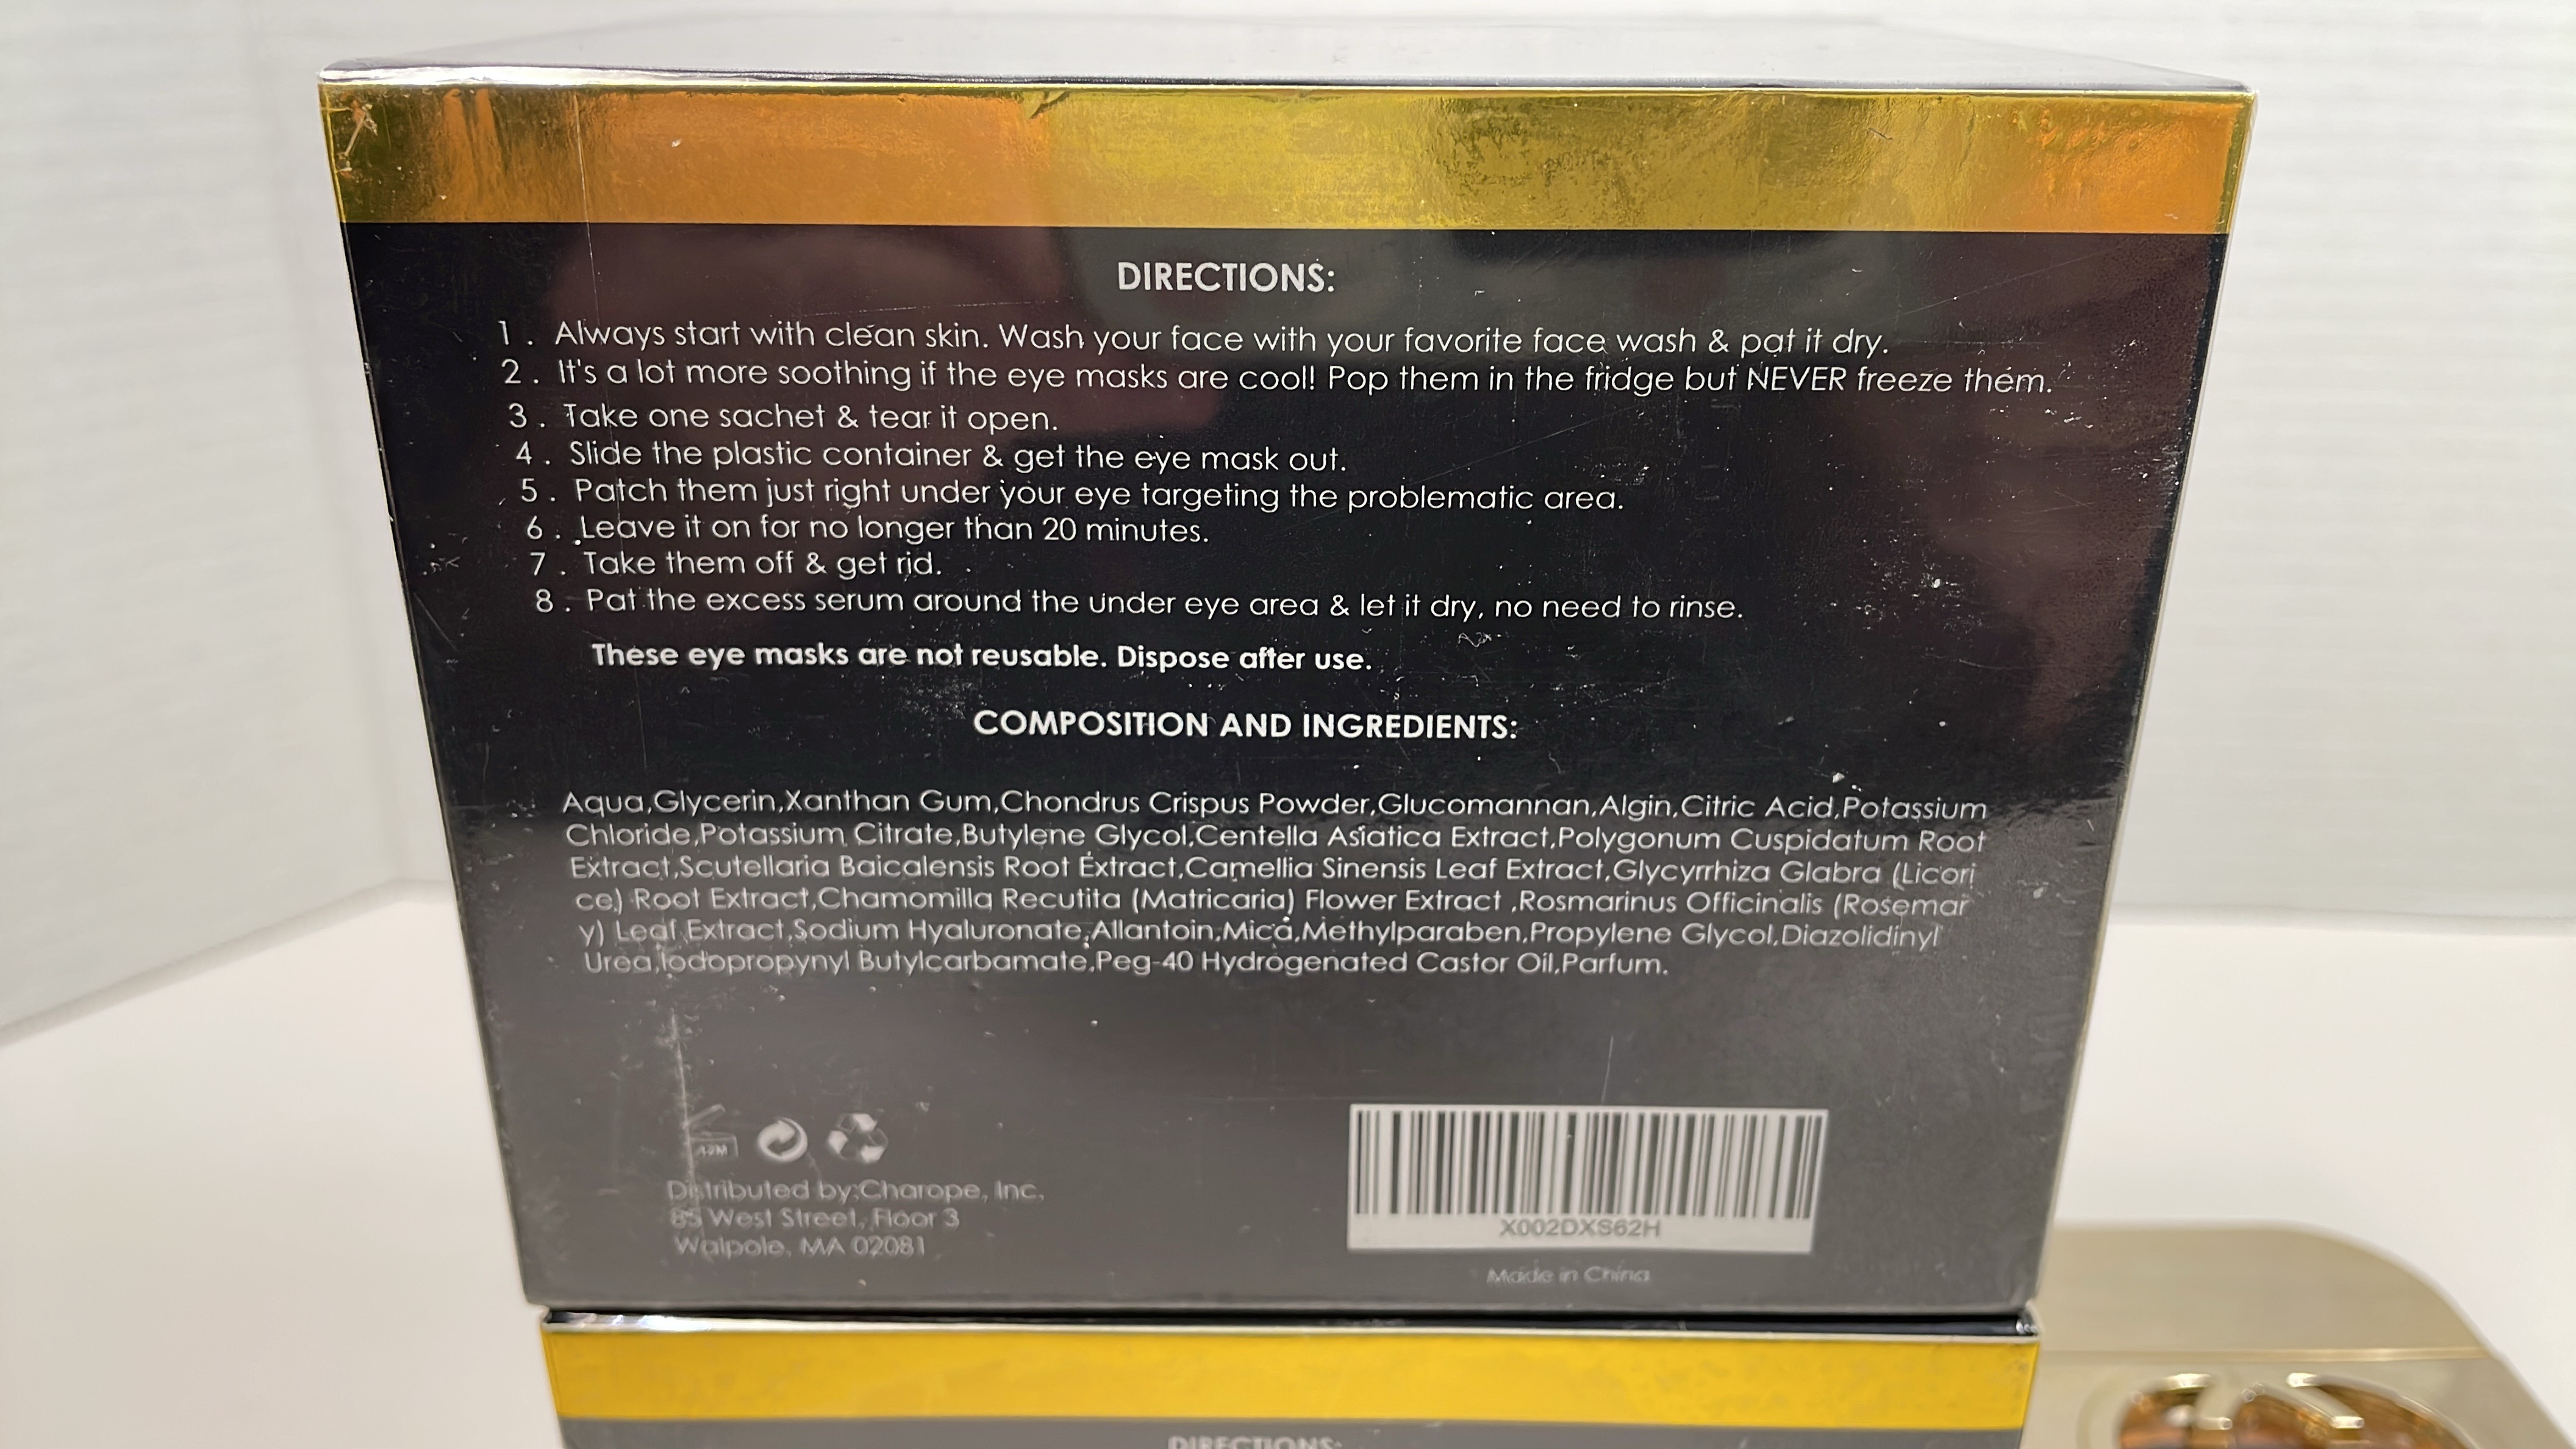 DIRECTIONS:
1 . Always start with clean skin. Wash your face with your favorite face wash & pat it dry.
2 . It's a lot more soothing if the eye masks are cool! Pop them in the fridge but NEVER freeze them.
3 . Take one sachet & tear it open.
4 . Slide the plastic container & get the eye mask out.
5 . Patch them just right under your eye targeting the problematic area.
6 . Leave it on for no longer than 20 minutes.
7 . Take them off & get rid.
8 . Pat the excess serum around the under eye area & let it dry, no need to rinse.
These eye masks are not reusable. Dispose after use.
COMPOSITION AND INGREDIENTS:
Aqua,Glycerin,Xanthan Gum,Chondrus Crispus Powder,Glucomannan,Algin,Citric Acid,Potassium
Chloride,Potassium Citrate,Butylene Glycol,Centella Asiatica Extract,Polygonum Cuspidatum Root
Extract,Scutellaria Baicalensis Root Extract,Camellia Sinensis Leaf Extract,Glycyrrhiza Glabra (Licori
ce) Root Extract,Chamomilla Recutita (Matricaria) Flower Extract ,Rosmarinus Officinalis (Rosemar
y) Leaf Extract,Sodium Hyaluronate,Allantoin,Mica,Methylparaben,Propylene Glycol,Diazolidinyl
Urea,Iodopropynyl Butylcarbamate,Peg-40 Hydrogenated Castor Oil,Parfum.
Distributed by:Charope, Inc.
85 West Street, Floor 3
Walpole, MA 02081
X002DXS62H
Made in China
DIRECTIONS: